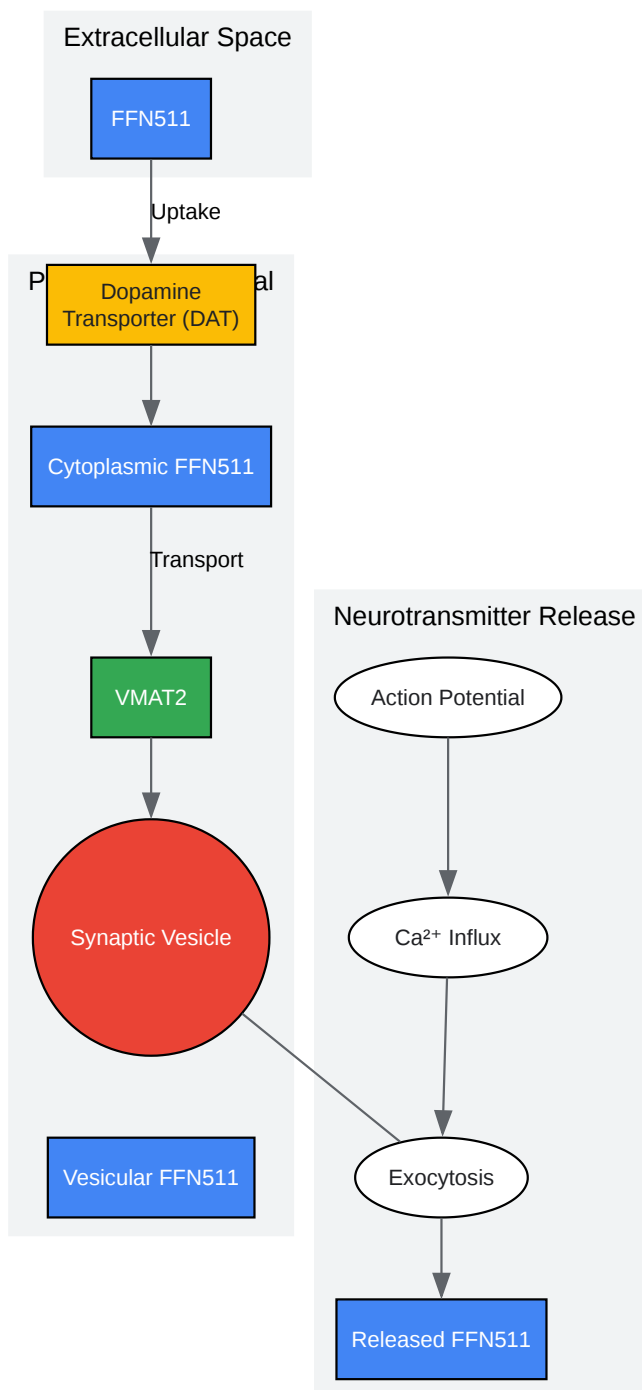 Extracellular Space
FFN511
Uptake
P
al
Dopamine
Transporter (DAT)
Cytoplasmic FFN511
Transport
Neurotransmitter Release
VMAT2
Action Potential
Synaptic Vesicle
Ca²⁺ Influx
Vesicular FFN511
Exocytosis
Released FFN511